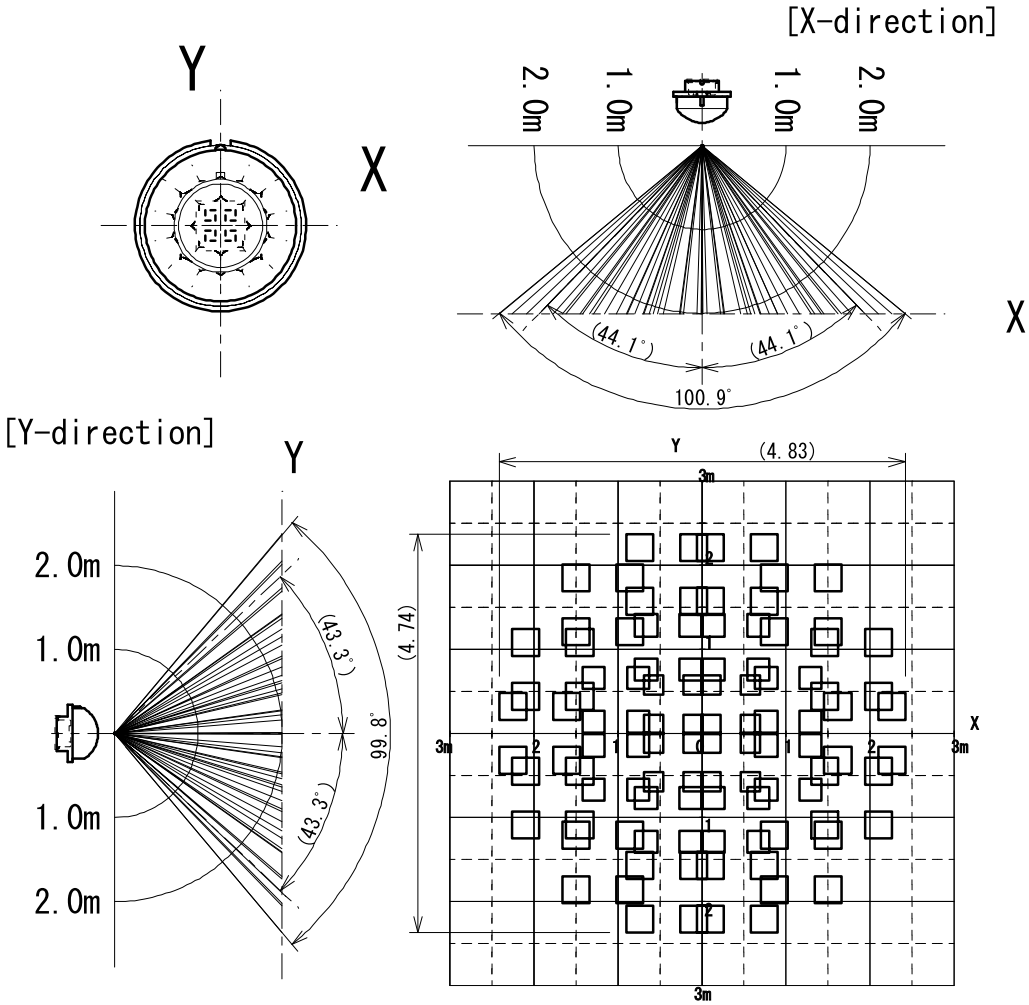 [X-direction]
Y
X
2.0m
1.0m
1.0m
2.0m
X
(44.1°)
(44.1°)
100.9°
[Y-direction]
Y
2.0m
1.0m
1.0m
2.0m
(43.3°)
(43.3°)
99.8°
Y
(4.83)
3m
(4.74)
2
1
X
3m
2
1
0
1
2
3m
1
2
3m